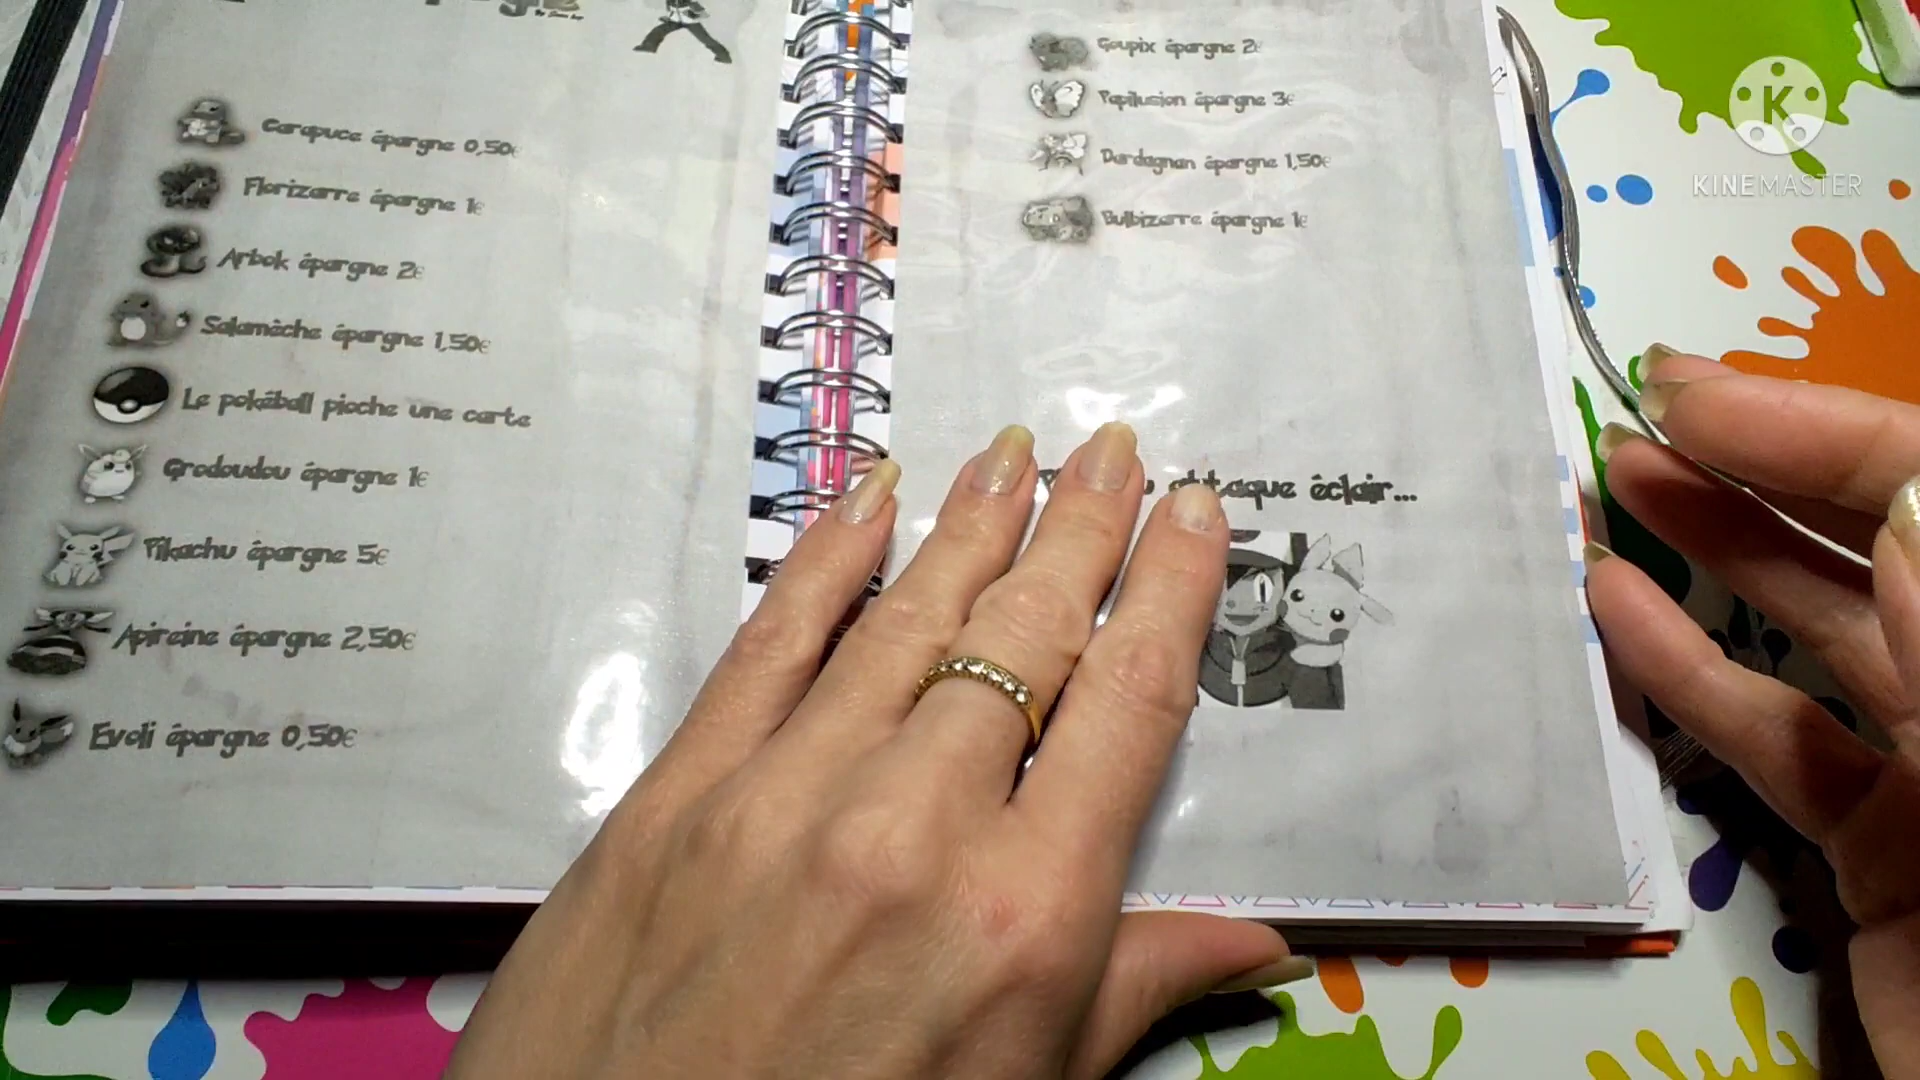 Carapuce épargne 0,50€
Florizarre épargne 1€
Arbok épargne 2€
Salamèche épargne 1,50€
Le pokéball pioche une carte
Grodoudou épargne 1€
Pikachu épargne 5€
Apireine épargne 2,50€
Evoli épargne 0,50€
Goupix épargne 2€
Papilusion épargne 3€
Dardagnan épargne 1,50€
Bulbizarre épargne 1€
attaque éclair...
K
KINEMASTER